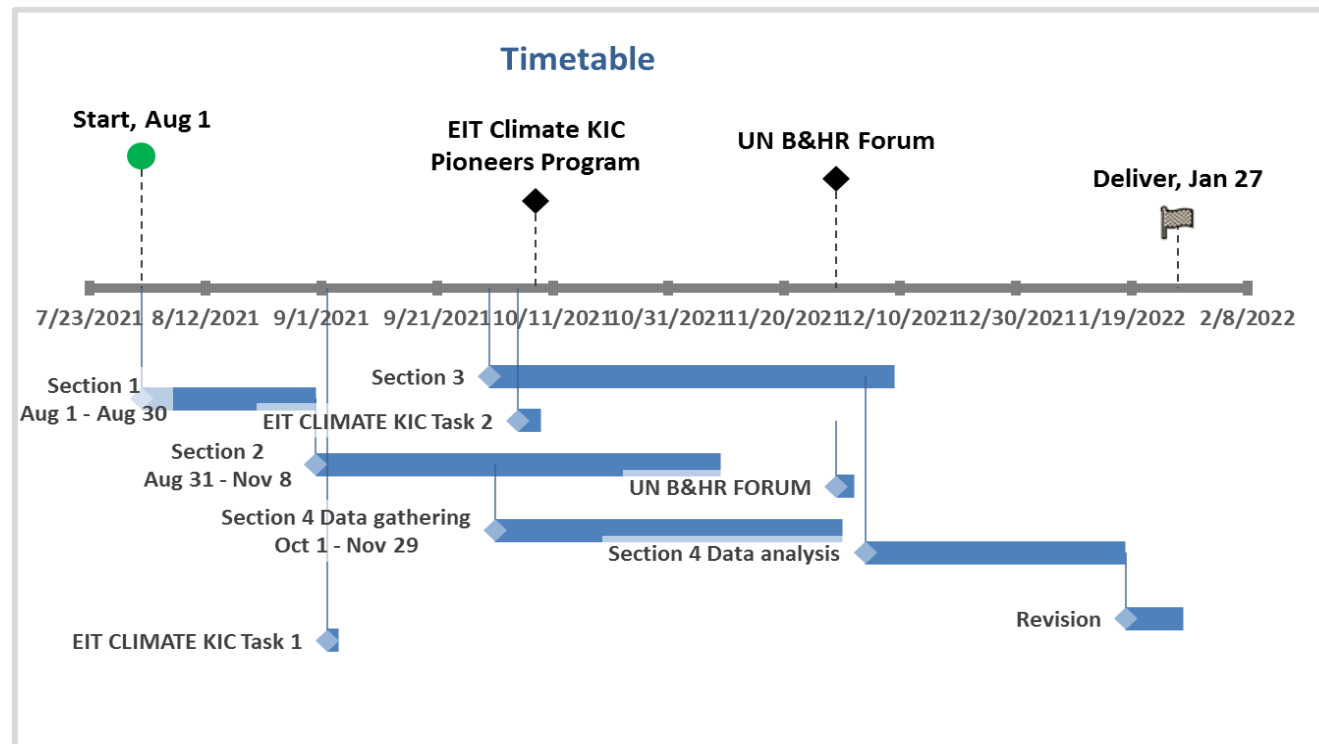 Timetable
Start, Aug 1
EIT Climate KIC
Pioneers Program
UN B&HR Forum
Deliver, Jan 27
7/23/2021
8/12/2021
9/1/2021
9/21/2021
10/11/2021
10/31/2021
11/20/2021
12/10/2021
12/30/2021
1/19/2022
2/8/2022
Section 3
Section 1
Aug 1 - Aug 30
EIT CLIMATE KIC Task 2
Section 2
Aug 31 - Nov 8
UN B&HR FORUM
Section 4 Data gathering
Oct 1 - Nov 29
Section 4 Data analysis
Revision
EIT CLIMATE KIC Task 1